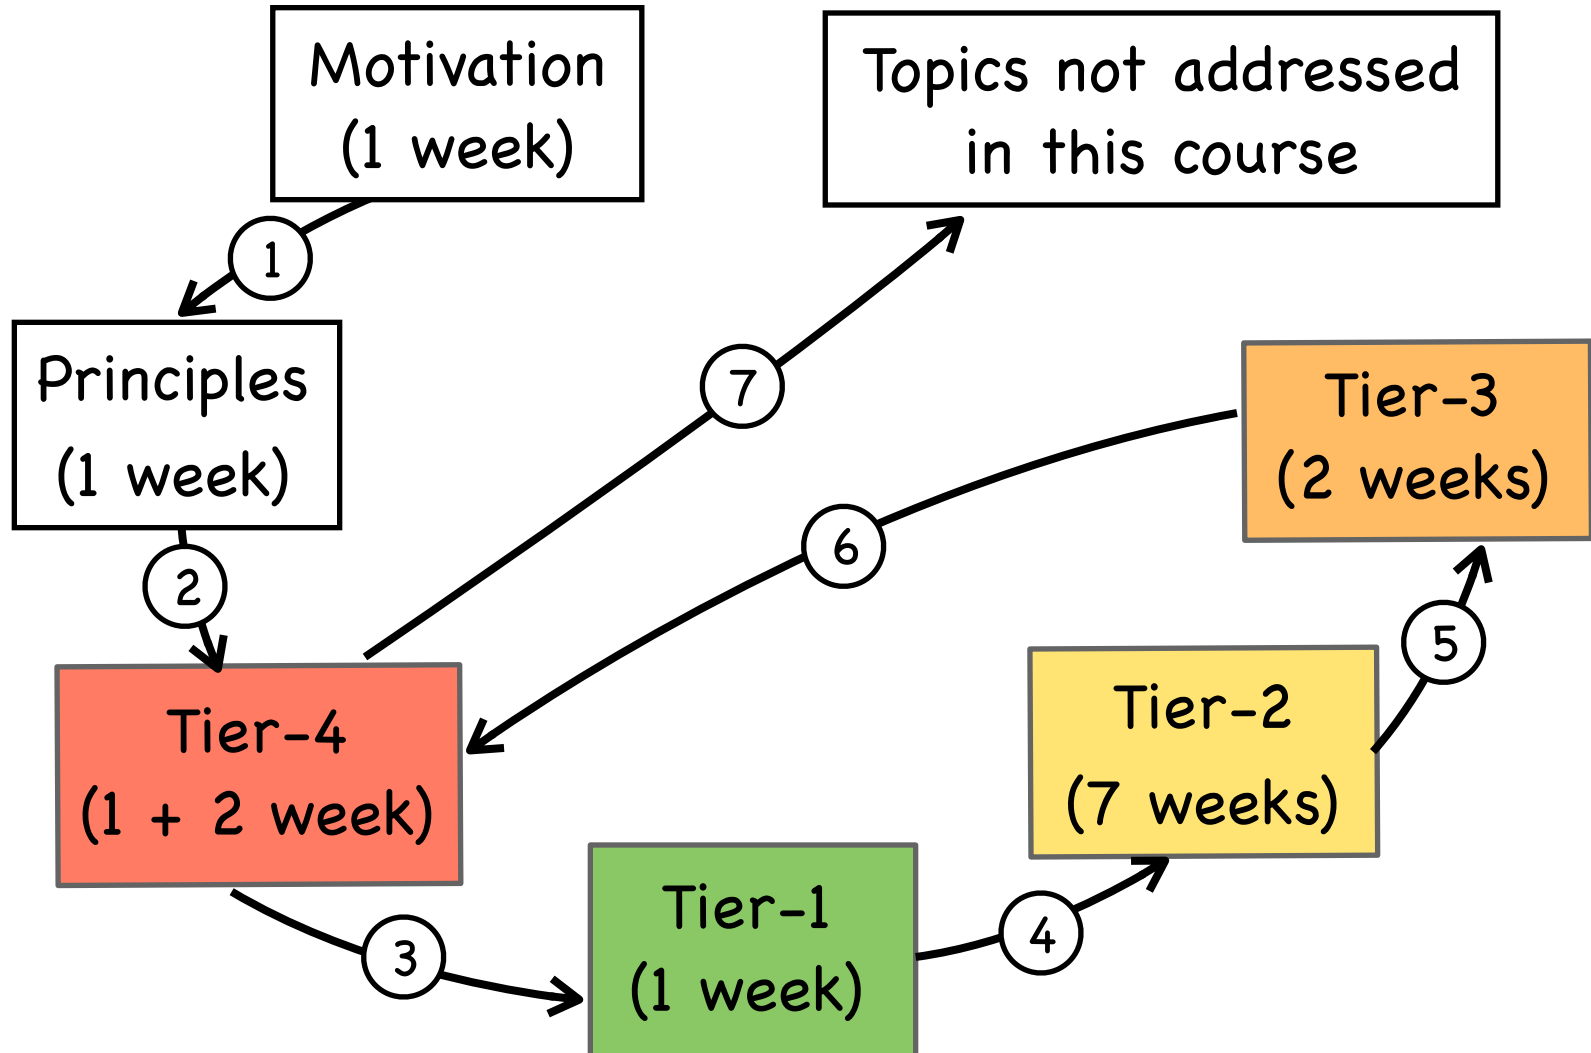 Motivation
(1 week)
Topics not addressed
in this course
1
Principles
(1 week)
7
Tier-3
(2 weeks)
6
2
5
Tier-4
(1 + 2 week)
Tier-2
(7 weeks)
3
Tier-1
(1 week)
4